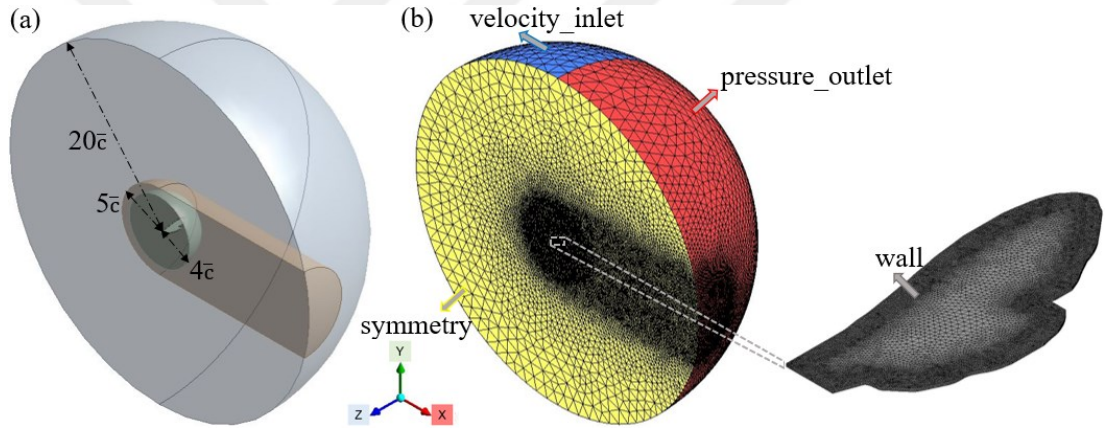 (a)
20c̅
5c̅
4c̅
(b)
velocity_inlet
pressure_outlet
symmetry
wall
Y
Z
X